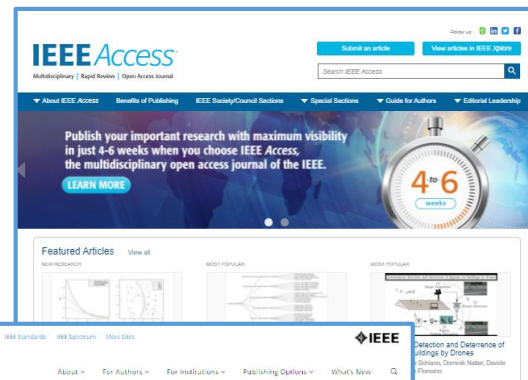 Follow us:
IEEE Access
Multidisciplinary | Rapid Review | Open Access Journal
Submit an article
View articles in IEEE Xplore
Search IEEE Access
About IEEE Access
Benefits of Publishing
IEEE Society/Council Sections
Special Sections
Guide for Authors
Editorial Leadership
Publish your important research with maximum visibility
in just 4-6 weeks when you choose IEEE Access,
the multidisciplinary open access journal of the IEEE.
LEARN MORE
4-to-6
weeks
Featured Articles View all
NEW RESEARCH
MOST POPULAR
MOST POPULAR
Detection and Deterrence of
by Drones
Schiano, Dominik Natter, Davide
Floreano
IEEE Standards IEEE Spectrum More Sites
IEEE
About For Authors For Institutions Publishing Options What's New